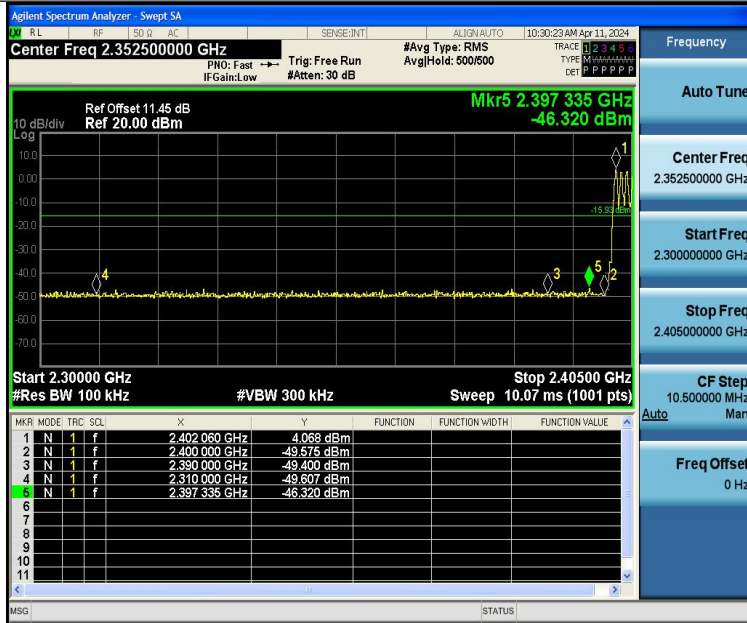 Agilent Spectrum Analyzer - Swept SA
LXI RL RF 50 Ω AC SENSE:INT ALIGN AUTO 10:30:23 AM Apr 11, 2024
Center Freq 2.352500000 GHz
#Avg Type: RMS
TRACE 1 2 3 4 5 6
PNO: Fast Trig: Free Run Avg|Hold: 500/500 TYPE M
IFGain:Low #Atten: 30 dB DET P P P P P P
Mkr5 2.397 335 GHz
-46.320 dBm
Ref Offset 11.45 dB
10 dB/div Ref 20.00 dBm
Log
10.0
0.00
-10.0
-20.0
-30.0
-40.0
-50.0
-60.0
-70.0
1
-15.93 dBm
4
3
5
2
Start 2.30000 GHz Stop 2.40500 GHz
#Res BW 100 kHz #VBW 300 kHz Sweep 10.07 ms (1001 pts)
MKR MODE TRC SCL X Y FUNCTION FUNCTION WIDTH FUNCTION VALUE
1 N 1 f 2.402 060 GHz 4.068 dBm
2 N 1 f 2.400 000 GHz -49.575 dBm
3 N 1 f 2.390 000 GHz -49.400 dBm
4 N 1 f 2.310 000 GHz -49.607 dBm
5 N 1 f 2.397 335 GHz -46.320 dBm
6
7
8
9
10
11
MSG STATUS
Frequency
Auto Tune
Center Freq
2.352500000 GHz
Start Freq
2.300000000 GHz
Stop Freq
2.405000000 GHz
CF Step
10.500000 MHz
Auto Man
Freq Offset
0 Hz